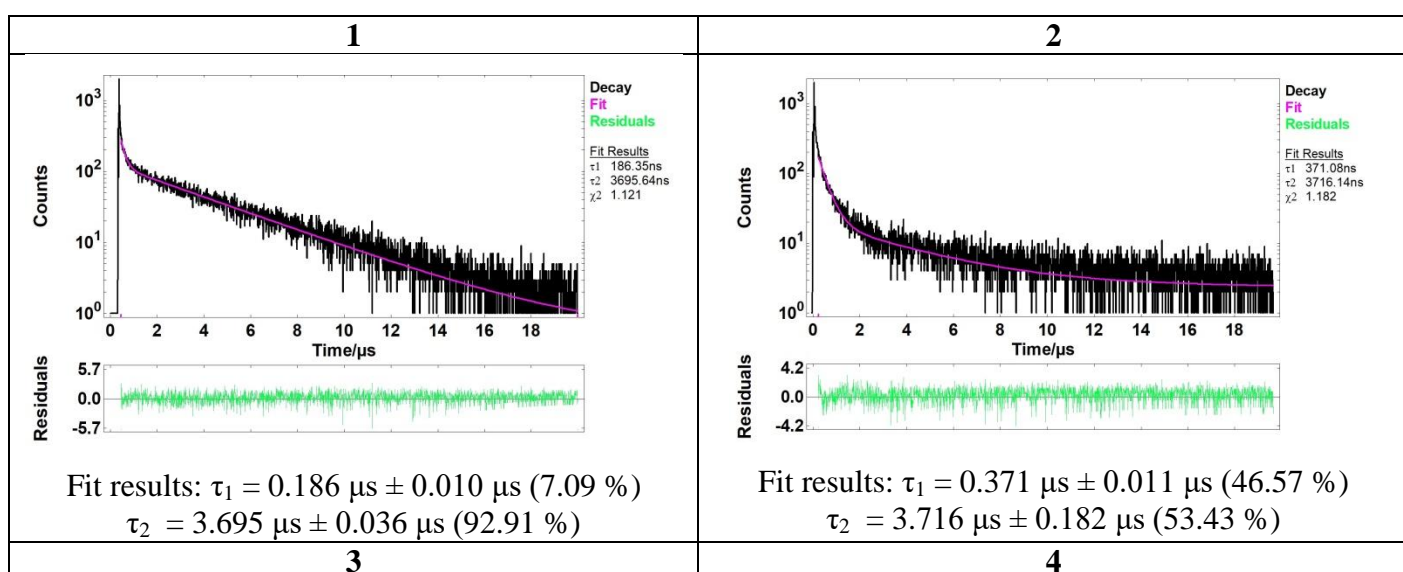 1
2
10³
10²
10¹
10⁰
Counts
0 2 4 6 8 10 12 14 16 18
Time/µs
Decay
Fit
Residuals
Fit Results
τ1 186.35ns
τ2 3695.64ns
χ2 1.121
5.7
0.0
-5.7
Residuals
Fit results: τ₁ = 0.186 µs ± 0.010 µs (7.09 %)
τ₂ = 3.695 µs ± 0.036 µs (92.91 %)
10³
10²
10¹
10⁰
Counts
0 2 4 6 8 10 12 14 16 18
Time/µs
Decay
Fit
Residuals
Fit Results
τ1 371.08ns
τ2 3716.14ns
χ2 1.182
4.2
0.0
-4.2
Residuals
Fit results: τ₁ = 0.371 µs ± 0.011 µs (46.57 %)
τ₂ = 3.716 µs ± 0.182 µs (53.43 %)
3
4